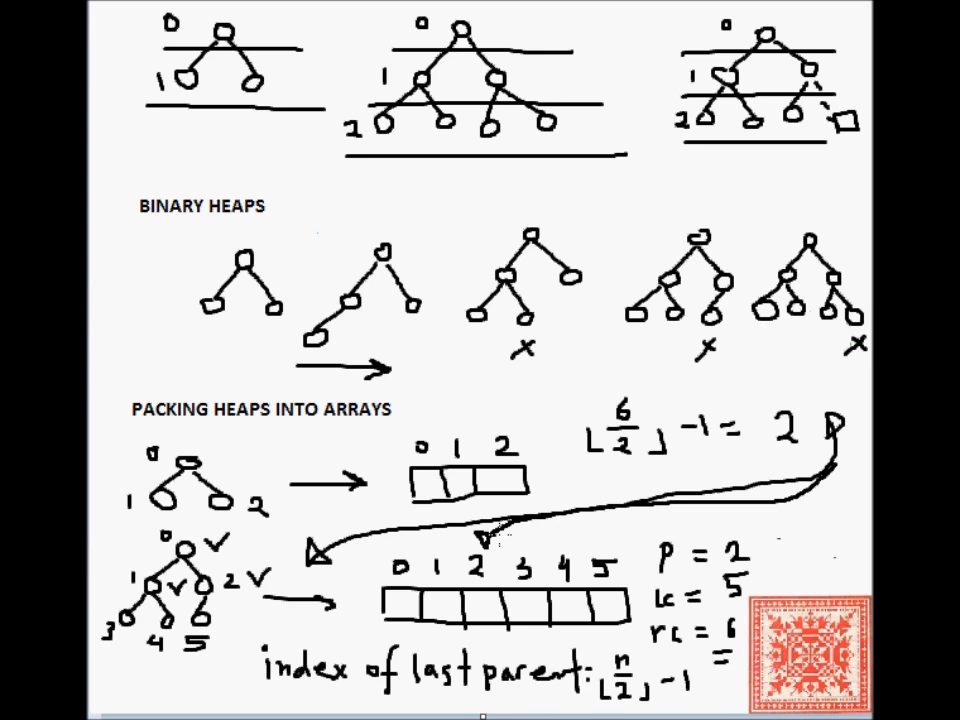 0 0 0
1 1 1
2 2
BINARY HEAPS
x x x
PACKING HEAPS INTO ARRAYS
⌊6/2⌋ -1 = 2
0 0 1 2
1 2
0 ✓ 0 1 2 3 4 5 P = 2
1 ✓ 2 ✓ lc = 5
3 4 5 rc = 6
=
index of last parent: ⌊n/2⌋ -1